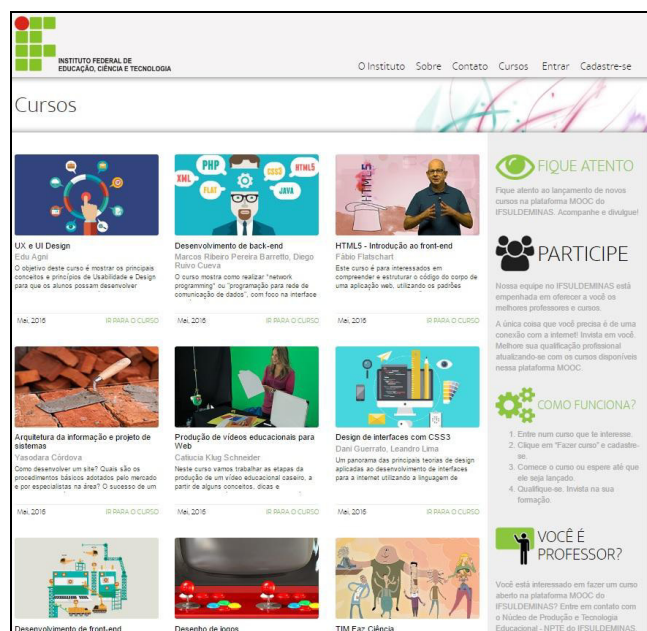 INSTITUTO FEDERAL DE
EDUCAÇÃO, CIÊNCIA E TECNOLOGIA
O Instituto Sobre Contato Cursos Entrar Cadastre-se
Cursos
UX e UI Design
Edu Agni
O objetivo deste curso é mostrar os principais
conceitos e princípios de Usabilidade e Design
para que os alunos possam desenvolver
Mai, 2016
IR PARA O CURSO
PHP
XML
CSS3
HTML5
FLAT
JAVA
Desenvolvimento de back-end
Marcos Ribeiro Pereira Barretto, Diego
Ruivo Cueva
O curso mostra como realizar "network
programming" ou "programação para rede de
comunicação de dados", com foco na interface
Mai, 2016
IR PARA O CURSO
HTML5
HTML5 - Introdução ao front-end
Fábio Flatschart
Este curso é para interessados em
compreender e estruturar o código do corpo de
uma aplicação web, utilizando os padrões
Mai, 2016
IR PARA O CURSO
Arquitetura da informação e projeto de
sistemas
Yasodara Córdova
Como desenvolver um site? Quais são os
procedimentos básicos adotados pelo mercado
e por especialistas na área? O sucesso de um
Mai, 2016
IR PARA O CURSO
Produção de vídeos educacionais para
Web
Catiucia Klug Schneider
Neste curso vamos trabalhar as etapas da
produção de um vídeo educacional caseiro, a
partir de alguns conceitos, dicas e
Mai, 2016
IR PARA O CURSO
Design de interfaces com CSS3
Dani Guerrato, Leandro Lima
Um panorama das principais teorias de design
aplicadas ao desenvolvimento de interfaces
para a internet utilizando a linguagem de
Mai, 2016
IR PARA O CURSO
Desenvolvimento de front-end
Desenho de jogos
TIM Faz Ciência
FIQUE ATENTO
Fique atento ao lançamento de novos
cursos na plataforma MOOC do
IFSULDEMINAS. Acompanhe e divulgue!
PARTICIPE
Nossa equipe no IFSULDEMINAS está
empenhada em oferecer a você os
melhores professores e cursos.
A única coisa que você precisa é de uma
conexão com a internet! Invista em você.
Melhore sua qualificação profissional
atualizando-se com os cursos disponíveis
nessa plataforma MOOC.
COMO FUNCIONA?
1. Entre num curso que te interesse.
2. Clique em "Fazer curso" e cadastre-
se.
3. Comece o curso ou espere até que
ele seja lançado.
4. Qualifique-se. Invista na sua
formação.
VOCÊ É
PROFESSOR?
Você está interessado em fazer um curso
aberto na plataforma MOOC do
IFSULDEMINAS? Entre em contato com
o Núcleo de Produção e Tecnologia
Educacional - NPTE do IFSULDEMINAS